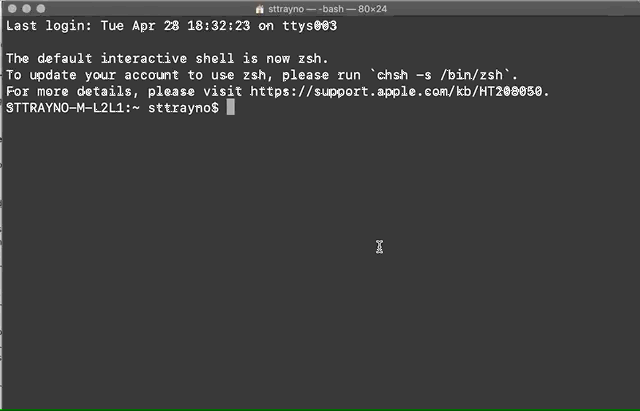 sttrayno — -bash — 80×24
Last login: Tue Apr 28 18:32:23 on ttys003
The default interactive shell is now zsh.
To update your account to use zsh, please run `chsh -s /bin/zsh`.
For more details, please visit https://support.apple.com/kb/HT208050.
STTRAYNO-M-L2L1:~ sttrayno$